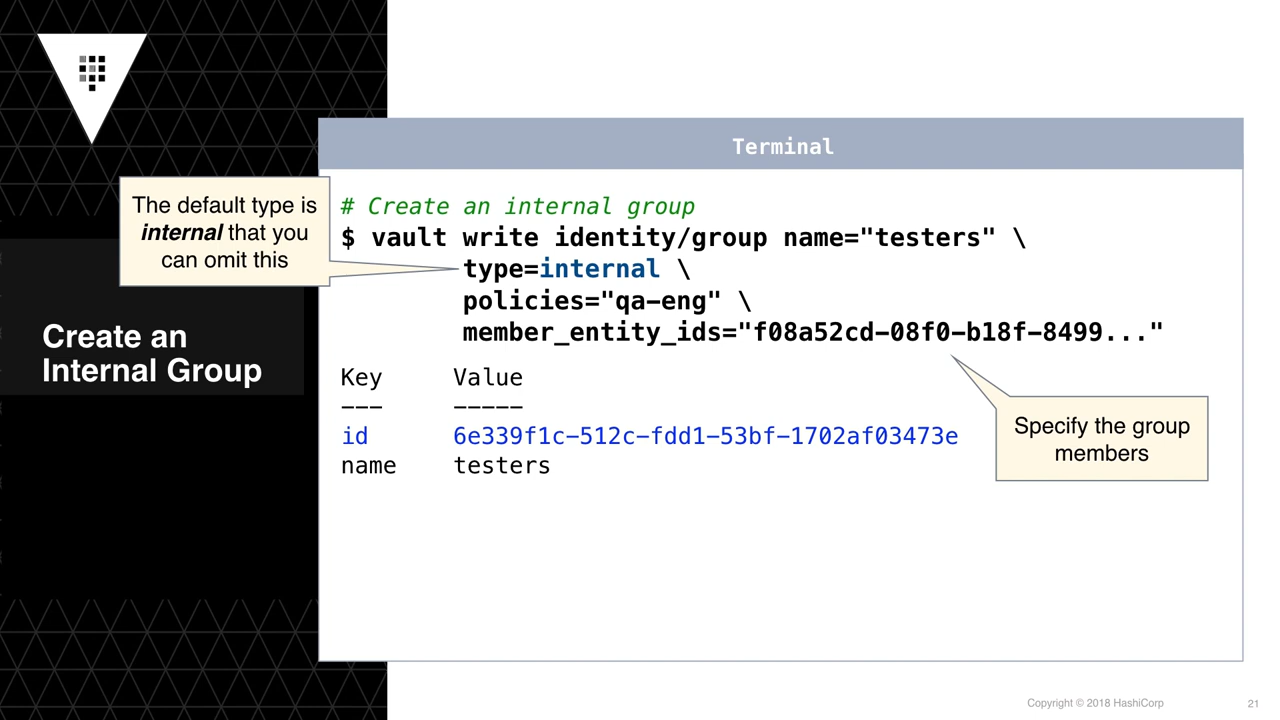 Terminal
The default type is
internal that you
can omit this
# Create an internal group
$ vault write identity/group name="testers" \
type=internal \
policies="qa-eng" \
member_entity_ids="f08a52cd-08f0-b18f-8499..."
Create an
Internal Group
Key Value
--- -----
id 6e339f1c-512c-fdd1-53bf-1702af03473e
name testers
Specify the group
members
Copyright © 2018 HashiCorp
21